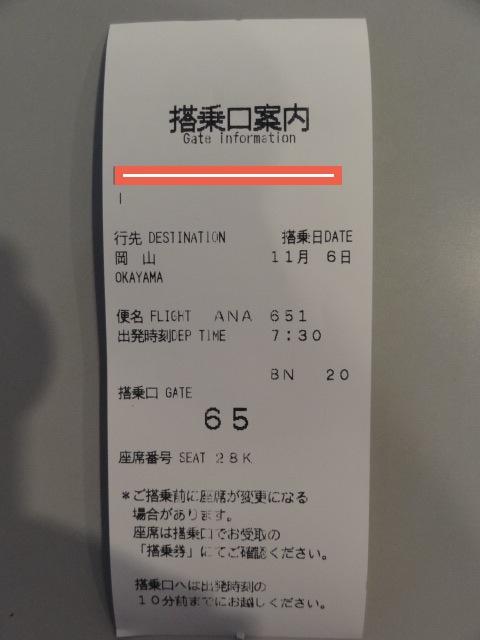 搭乗口案内
Gate information
行先 DESTINATION 搭乗日DATE
岡山 11月 6日
OKAYAMA
便名 FLIGHT ANA 651
出発時刻DEP TIME 7:30
BN 20
搭乗口 GATE
65
座席番号 SEAT 28K
*ご搭乗前に座席が変更になる
場合があります。
座席は搭乗口でお受取の
「搭乗券」にてご確認ください。
搭乗口へは出発時刻の
10分前までにお越しください。